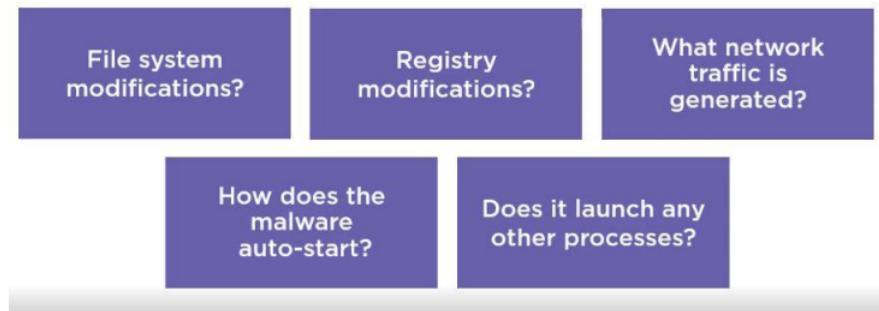 File system
modifications?
Registry
modifications?
What network
traffic is
generated?
How does the
malware
auto-start?
Does it launch any
other processes?